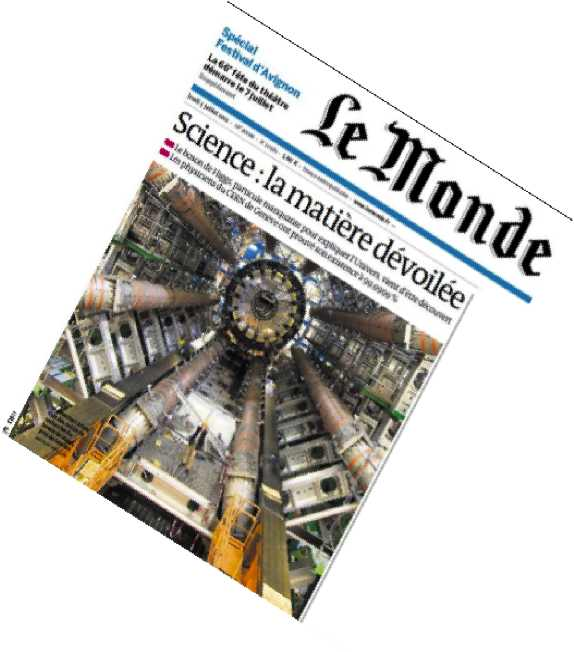 Spécial
Festival d'Avignon
La 66e fête du théâtre
démarre le 7 juillet
Supplément
Le Monde
Science : la matière dévoilée
Le boson de Higgs, particule manquante pour expliquer l'Univers, vient d'être découvert
Les physiciens du CERN de Genève ont prouvé son existence à 99,9999 %